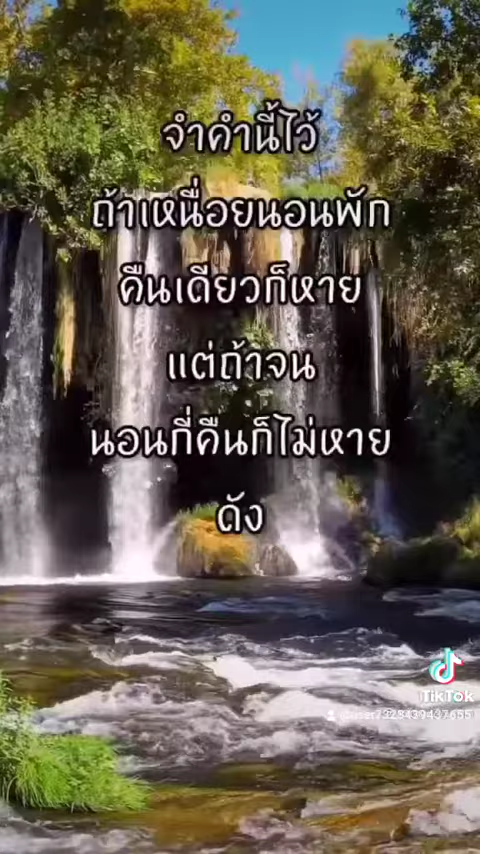 จำคำนี้ไว้
ถ้าเหนื่อยนอนพัก
คืนเดียวก็หาย
แต่ถ้าจน
นอนกี่คืนก็ไม่หาย
ดัง
TikTok
@user7328439437655